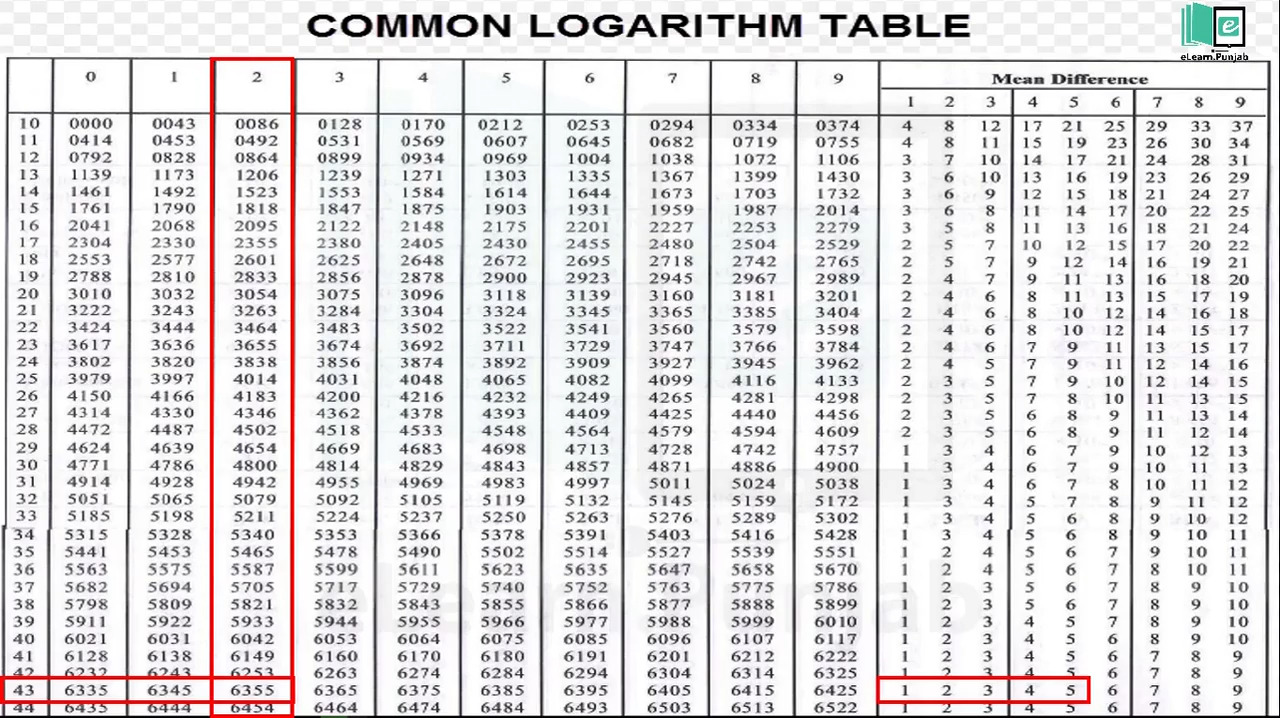 COMMON LOGARITHM TABLE
e
eLearn.Punjab
0 1 2 3 4 5 6 7 8 9 Mean Difference
1 2 3 4 5 6 7 8 9
10 0000 0043 0086 0128 0170 0212 0253 0294 0334 0374 4 8 12 17 21 25 29 33 37
11 0414 0453 0492 0531 0569 0607 0645 0682 0719 0755 4 8 11 15 19 23 26 30 34
12 0792 0828 0864 0899 0934 0969 1004 1038 1072 1106 3 7 10 14 17 21 24 28 31
13 1139 1173 1206 1239 1271 1303 1335 1367 1399 1430 3 6 10 13 16 19 23 26 29
14 1461 1492 1523 1553 1584 1614 1644 1673 1703 1732 3 6 9 12 15 18 21 24 27
15 1761 1790 1818 1847 1875 1903 1931 1959 1987 2014 3 6 8 11 14 17 20 22 25
16 2041 2068 2095 2122 2148 2175 2201 2227 2253 2279 3 5 8 11 13 16 18 21 24
17 2304 2330 2355 2380 2405 2430 2455 2480 2504 2529 2 5 7 10 12 15 17 20 22
18 2553 2577 2601 2625 2648 2672 2695 2718 2742 2765 2 5 7 9 12 14 16 19 21
19 2788 2810 2833 2856 2878 2900 2923 2945 2967 2989 2 4 7 9 11 13 16 18 20
20 3010 3032 3054 3075 3096 3118 3139 3160 3181 3201 2 4 6 8 11 13 15 17 19
21 3222 3243 3263 3284 3304 3324 3345 3365 3385 3404 2 4 6 8 10 12 14 16 18
22 3424 3444 3464 3483 3502 3522 3541 3560 3579 3598 2 4 6 8 10 12 14 15 17
23 3617 3636 3655 3674 3692 3711 3729 3747 3766 3784 2 4 6 7 9 11 13 15 17
24 3802 3820 3838 3856 3874 3892 3909 3927 3945 3962 2 4 5 7 9 11 12 14 16
25 3979 3997 4014 4031 4048 4065 4082 4099 4116 4133 2 3 5 7 9 10 12 14 15
26 4150 4166 4183 4200 4216 4232 4249 4265 4281 4298 2 3 5 7 8 10 11 13 15
27 4314 4330 4346 4362 4378 4393 4409 4425 4440 4456 2 3 5 6 8 9 11 13 14
28 4472 4487 4502 4518 4533 4548 4564 4579 4594 4609 2 3 5 6 8 9 11 12 14
29 4624 4639 4654 4669 4683 4698 4713 4728 4742 4757 1 3 4 6 7 9 10 12 13
30 4771 4786 4800 4814 4829 4843 4857 4871 4886 4900 1 3 4 6 7 9 10 11 13
31 4914 4928 4942 4955 4969 4983 4997 5011 5024 5038 1 3 4 6 7 8 10 11 12
32 5051 5065 5079 5092 5105 5119 5132 5145 5159 5172 1 3 4 5 7 8 9 11 12
33 5185 5198 5211 5224 5237 5250 5263 5276 5289 5302 1 3 4 5 6 8 9 10 12
34 5315 5328 5340 5353 5366 5378 5391 5403 5416 5428 1 3 4 5 6 8 9 10 11
35 5441 5453 5465 5478 5490 5502 5514 5527 5539 5551 1 2 4 5 6 7 9 10 11
36 5563 5575 5587 5599 5611 5623 5635 5647 5658 5670 1 2 4 5 6 7 8 10 11
37 5682 5694 5705 5717 5729 5740 5752 5763 5775 5786 1 2 3 5 6 7 8 9 10
38 5798 5809 5821 5832 5843 5855 5866 5877 5888 5899 1 2 3 5 6 7 8 9 10
39 5911 5922 5933 5944 5955 5966 5977 5988 5999 6010 1 2 3 4 5 7 8 9 10
40 6021 6031 6042 6053 6064 6075 6085 6096 6107 6117 1 2 3 4 5 6 8 9 10
41 6128 6138 6149 6160 6170 6180 6191 6201 6212 6222 1 2 3 4 5 6 7 8 9
42 6232 6243 6253 6263 6274 6284 6294 6304 6314 6325 1 2 3 4 5 6 7 8 9
43 6335 6345 6355 6365 6375 6385 6395 6405 6415 6425 1 2 3 4 5 6 7 8 9
44 6435 6444 6454 6464 6474 6484 6493 6503 6513 6522 1 2 3 4 5 6 7 8 9
eLearn.Punjab